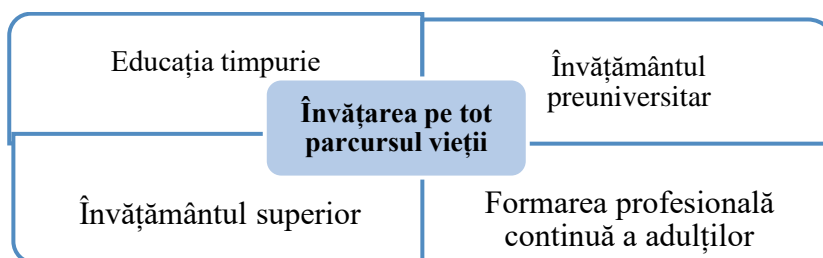 Educația timpurie
Învățământul
preuniversitar
Învățarea pe tot
parcursul vieții
Învățământul superior
Formarea profesională
continuă a adulților